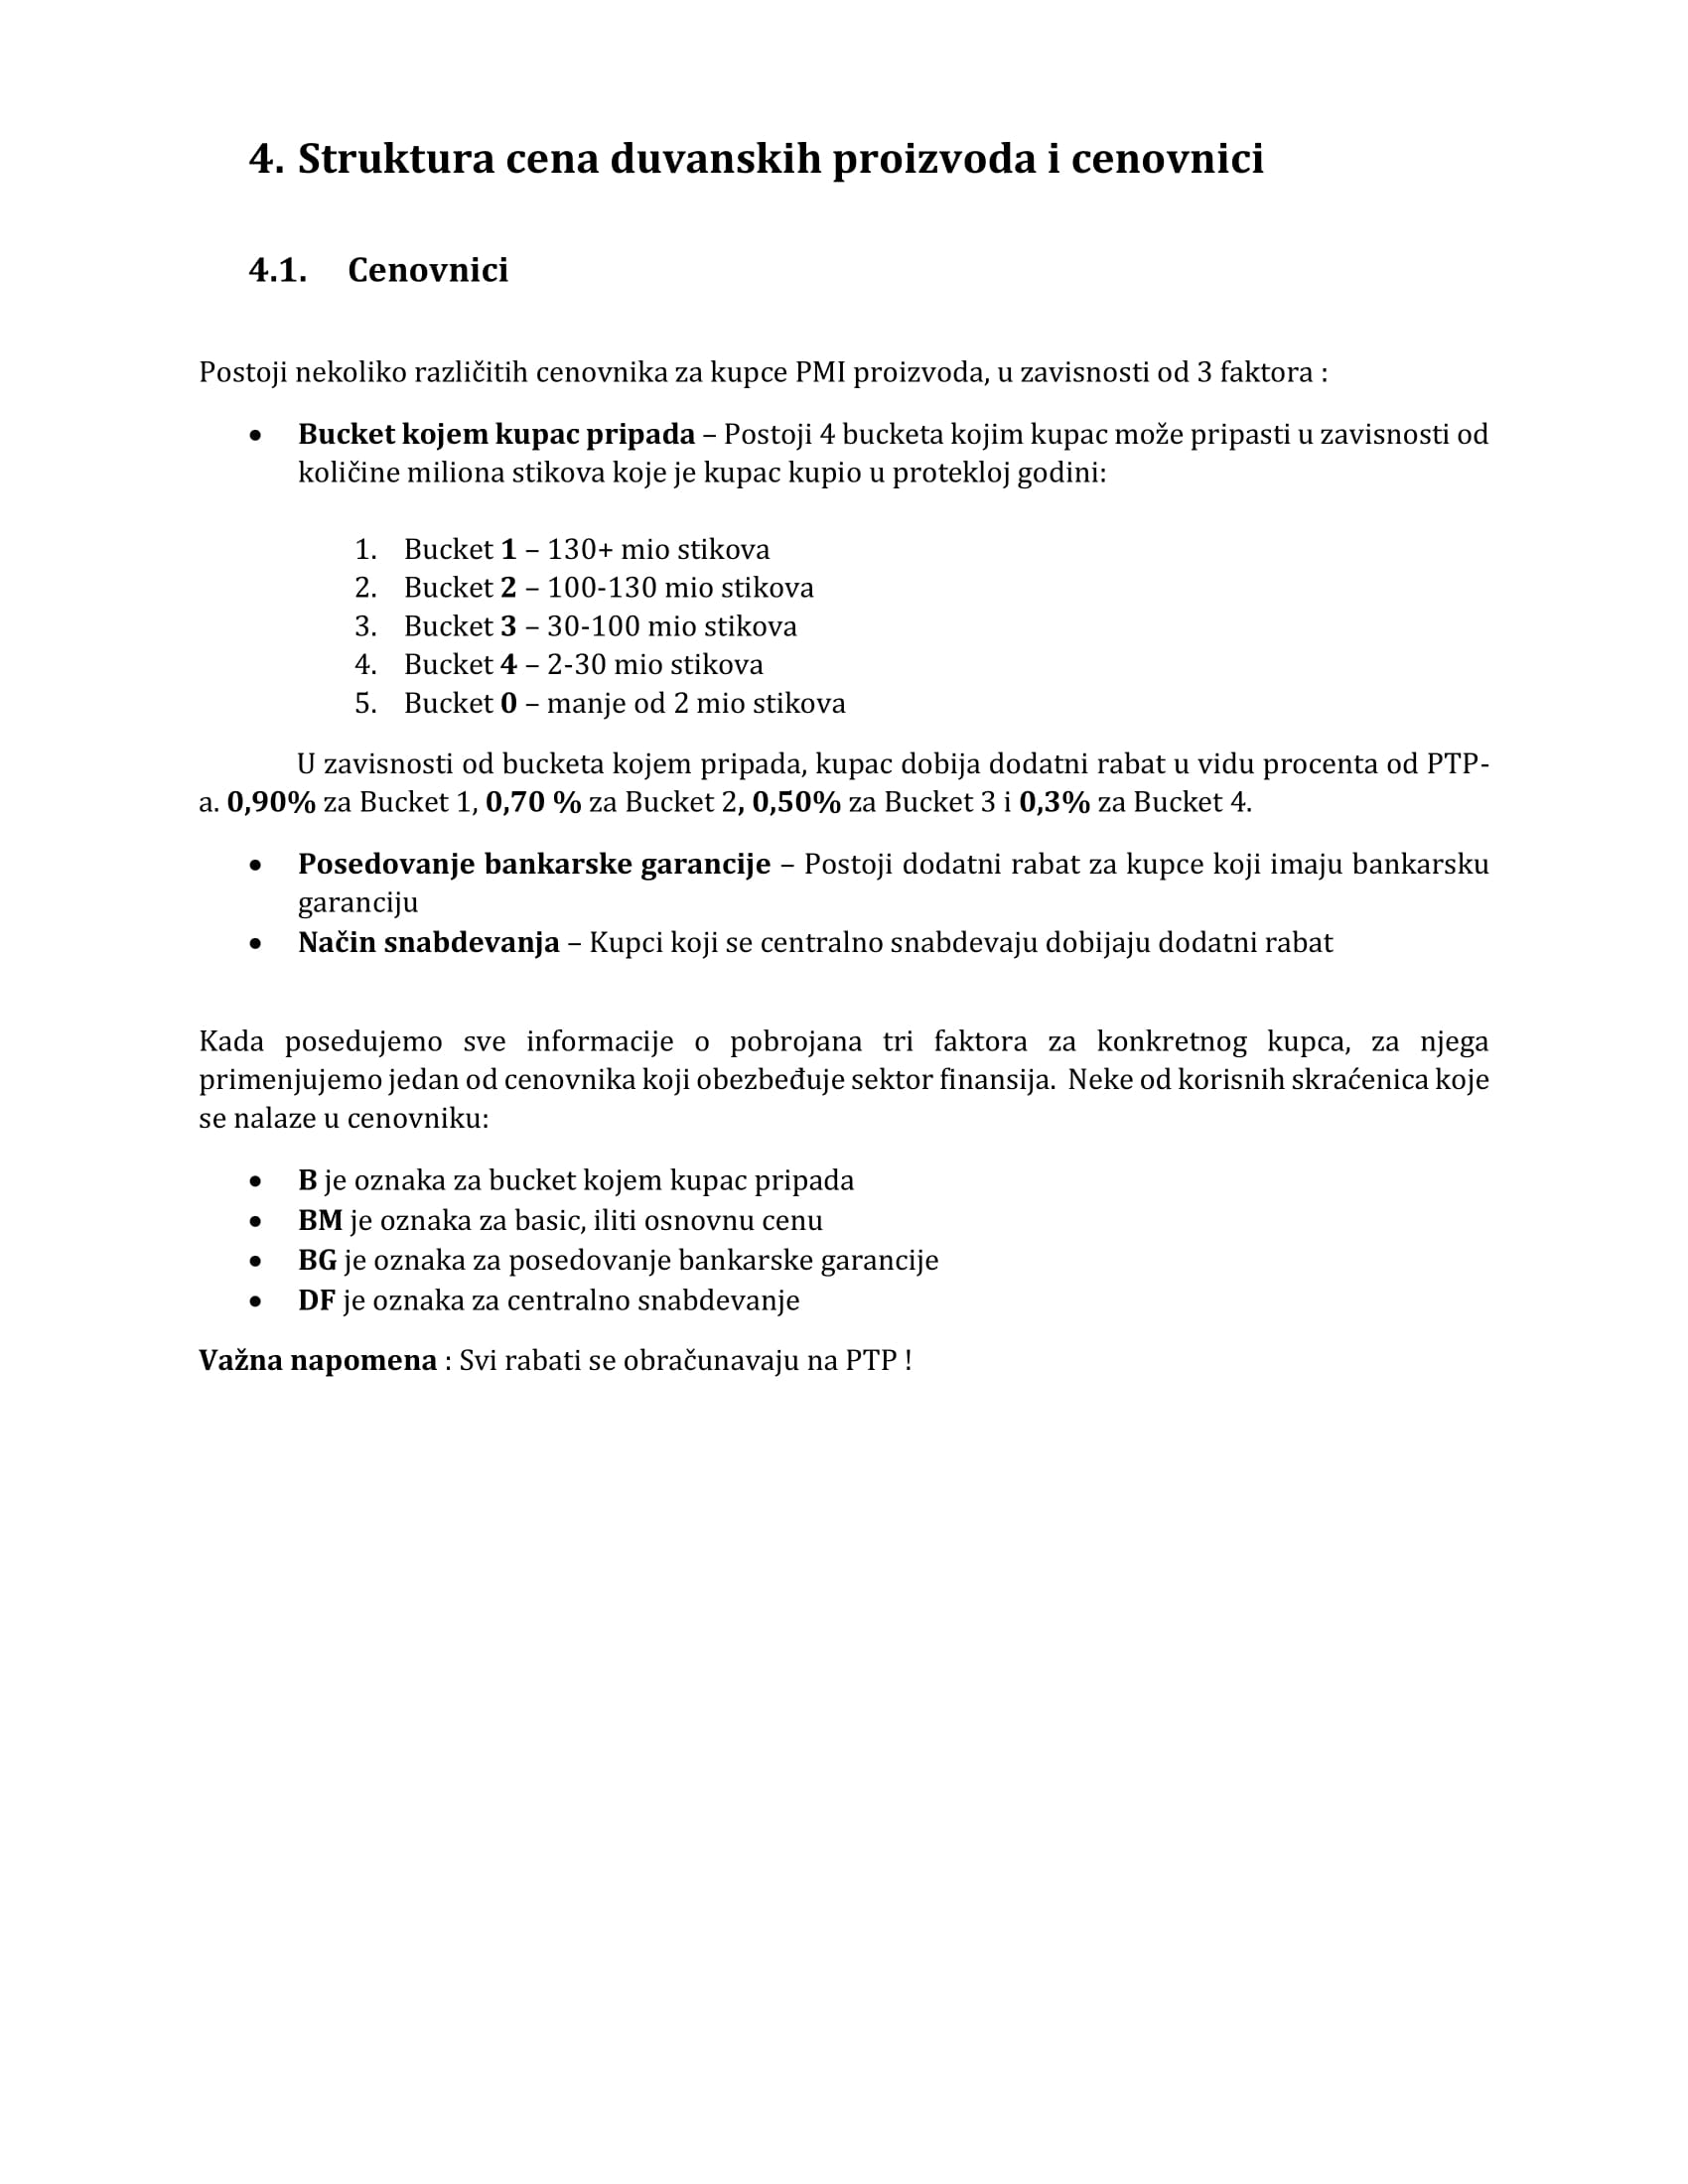 4. Struktura cena duvanskih proizvoda i cenovnici
4.1. Cenovnici
Postoji nekoliko različitih cenovnika za kupce PMI proizvoda, u zavisnosti od 3 faktora :
• Bucket kojem kupac pripada – Postoji 4 bucketa kojim kupac može pripasti u zavisnosti od
količine miliona stikova koje je kupac kupio u protekloj godini:
1. Bucket 1 – 130+ mio stikova
2. Bucket 2 – 100-130 mio stikova
3. Bucket 3 – 30-100 mio stikova
4. Bucket 4 – 2-30 mio stikova
5. Bucket 0 – manje od 2 mio stikova
U zavisnosti od bucketa kojem pripada, kupac dobija dodatni rabat u vidu procenta od PTP-
a. 0,90% za Bucket 1, 0,70 % za Bucket 2, 0,50% za Bucket 3 i 0,3% za Bucket 4.
• Posedovanje bankarske garancije – Postoji dodatni rabat za kupce koji imaju bankarsku
garanciju
• Način snabdevanja – Kupci koji se centralno snabdevaju dobijaju dodatni rabat
Kada posedujemo sve informacije o pobrojana tri faktora za konkretnog kupca, za njega
primenjujemo jedan od cenovnika koji obezbeđuje sektor finansija. Neke od korisnih skraćenica koje
se nalaze u cenovniku:
• B je oznaka za bucket kojem kupac pripada
• BM je oznaka za basic, iliti osnovnu cenu
• BG je oznaka za posedovanje bankarske garancije
• DF je oznaka za centralno snabdevanje
Važna napomena : Svi rabati se obračunavaju na PTP !